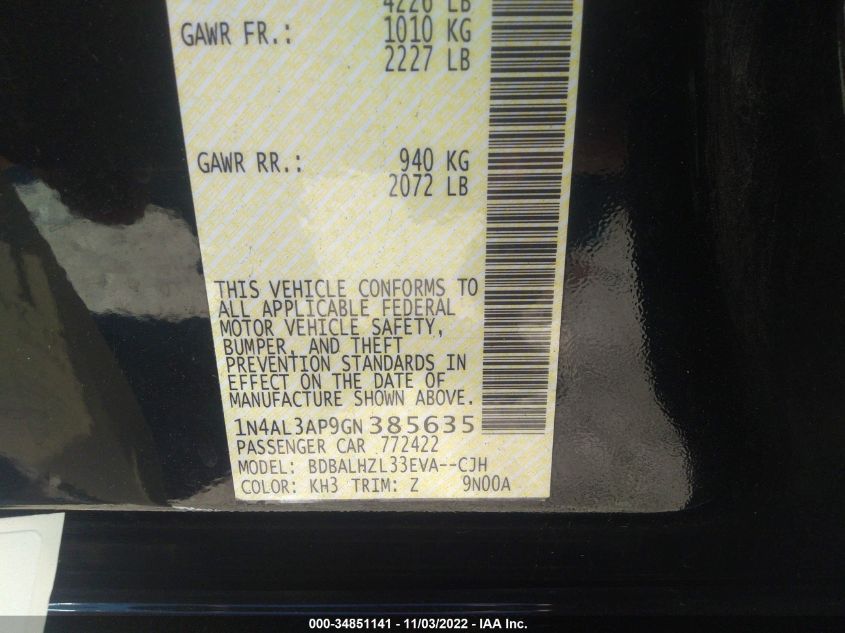 4226 LB
GAWR FR.: 1010 KG
2227 LB
GAWR RR.: 940 KG
2072 LB
THIS VEHICLE CONFORMS TO
ALL APPLICABLE FEDERAL
MOTOR VEHICLE SAFETY,
BUMPER, AND THEFT
PREVENTION STANDARDS IN
EFFECT ON THE DATE OF
MANUFACTURE SHOWN ABOVE.
1N4AL3AP9GN385635
PASSENGER CAR 772422
MODEL: BDBALHZL33EVA--CJH
COLOR: KH3 TRIM: Z 9N00A
000-34851141 - 11/03/2022 - IAA Inc.